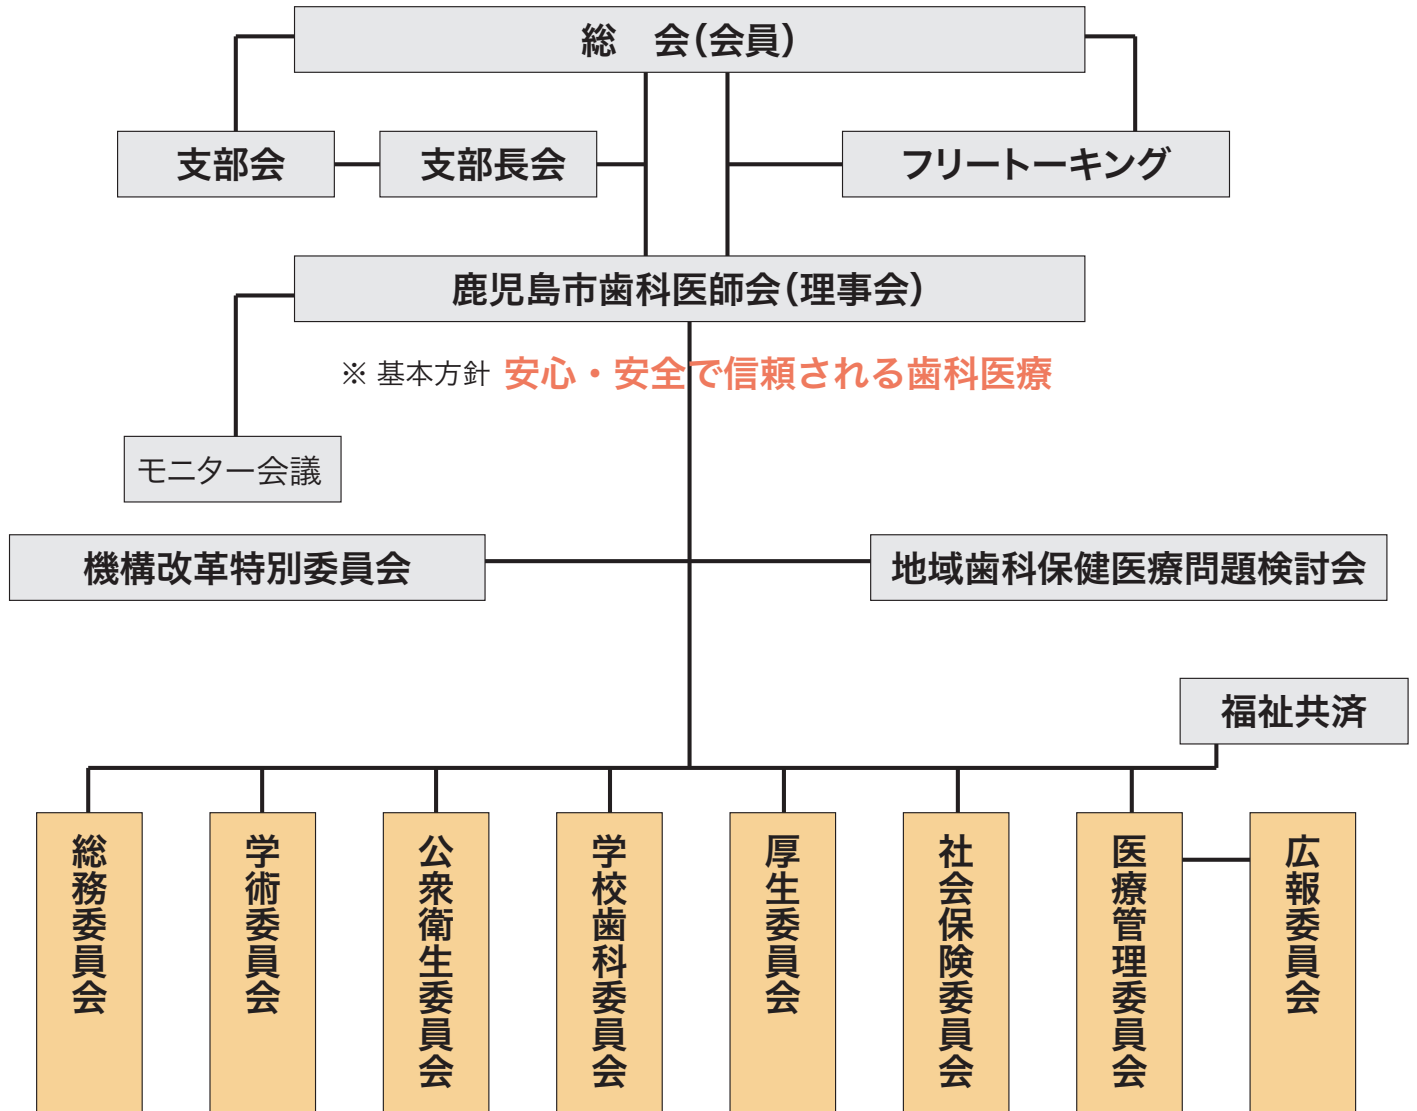 総　会（会員）
支部会
支部長会
フリートーキング
鹿児島市歯科医師会（理事会）
※ 基本方針 安心・安全で信頼される歯科医療
モニター会議
機構改革特別委員会
地域歯科保健医療問題検討会
福祉共済
総務委員会
学術委員会
公衆衛生委員会
学校歯科委員会
厚生委員会
社会保険委員会
医療管理委員会
広報委員会